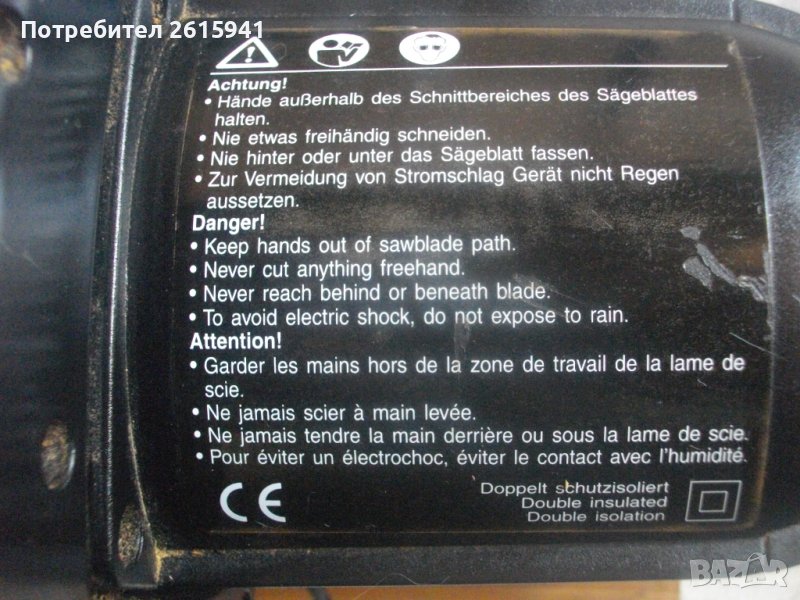 Потребител 2615941
Achtung!
• Hände außerhalb des Schnittbereiches des Sägeblattes
halten.
• Nie etwas freihändig schneiden.
• Nie hinter oder unter das Sägeblatt fassen.
• Zur Vermeidung von Stromschlag Gerät nicht Regen
aussetzen.
Danger!
• Keep hands out of sawblade path.
• Never cut anything freehand.
• Never reach behind or beneath blade.
• To avoid electric shock, do not expose to rain.
Attention!
• Garder les mains hors de la zone de travail de la lame de
scie.
• Ne jamais scier à main levée.
• Ne jamais tendre la main derrière ou sous la lame de scie.
• Pour éviter un électrochoc, éviter le contact avec l'humidité.
CE
Doppelt schutzisoliert
Double insulated
Double isolation
BAZAR